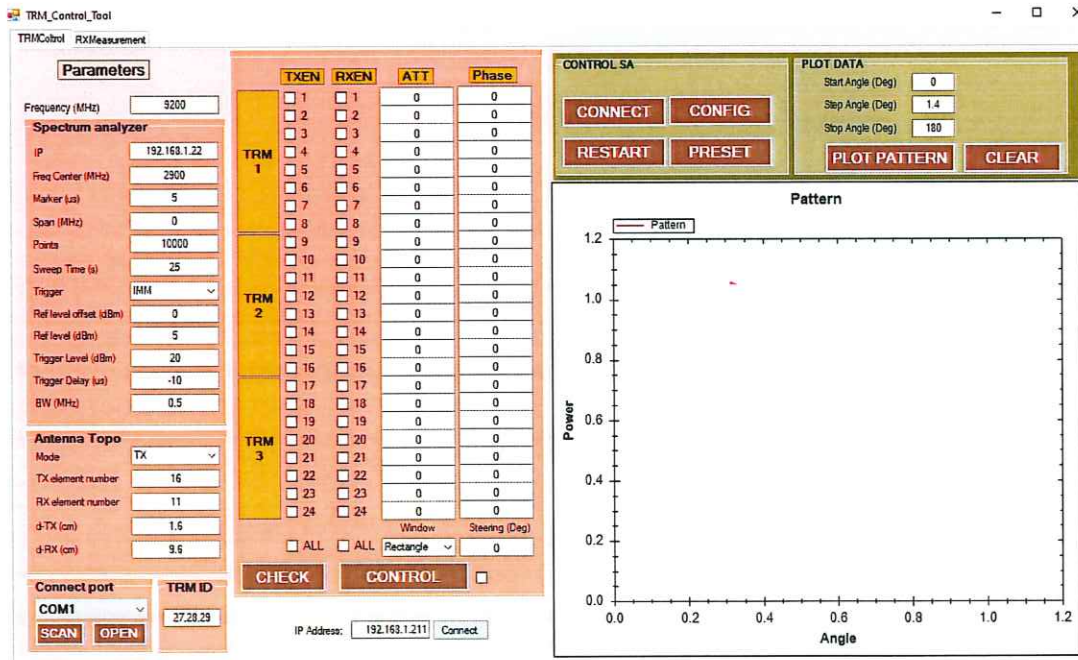 TRM_Control_Tool
TRMColtrol RXMeasurement
Parameters
Frequency (MHz) 9200
Spectrum analyzer
IP 192.168.1.22
Freq Center (MHz) 2900
Marker (us) 5
Span (MHz) 0
Points 10000
Sweep Time (s) 25
Trigger IMM
Ref level offset (dBm) 0
Ref level (dBm) 5
Trigger Level (dBm) 20
Trigger Delay (us) -10
BW (MHz) 0.5
Antenna Topo
Mode TX
TX element number 16
RX element number 11
d-TX (cm) 1.6
d-RX (cm) 9.6
Connect port
COM1
SCAN OPEN
TRM ID
27.28.29
TXEN RXEN ATT Phase
TRM 1
1 1 0 0
2 2 0 0
3 3 0 0
4 4 0 0
5 5 0 0
6 6 0 0
7 7 0 0
8 8 0 0
TRM 2
9 9 0 0
10 10 0 0
11 11 0 0
12 12 0 0
13 13 0 0
14 14 0 0
15 15 0 0
16 16 0 0
TRM 3
17 17 0 0
18 18 0 0
19 19 0 0
20 20 0 0
21 21 0 0
22 22 0 0
23 23 0 0
24 24 0 0
Window Steering (Deg)
ALL ALL Rectangle 0
CHECK CONTROL
IP Address: 192.168.1.211 Connect
CONTROL SA
CONNECT CONFIG
RESTART PRESET
PLOT DATA
Start Angle (Deg) 0
Step Angle (Deg) 1.4
Stop Angle (Deg) 180
PLOT PATTERN CLEAR
Pattern
Pattern
1.2
1.0
0.8
0.6
0.4
0.2
0.0
Power
0.0 0.2 0.4 0.6 0.8 1.0 1.2
Angle